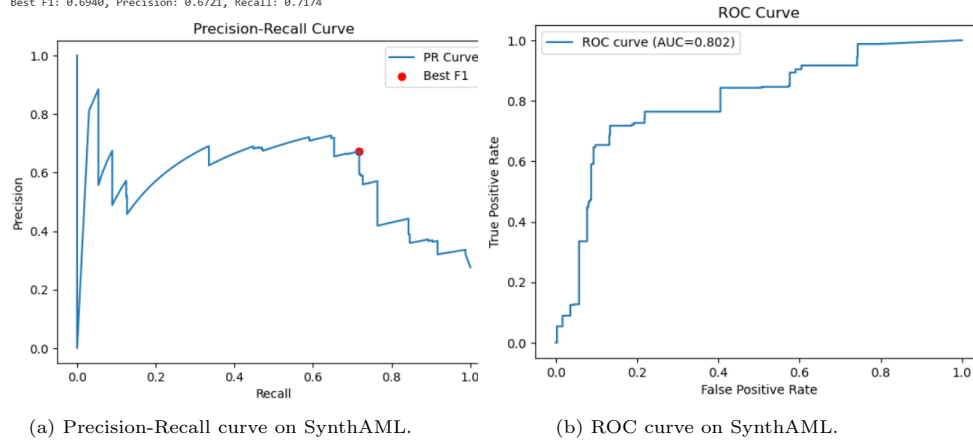 Best F1: 0.6940, Precision: 0.6721, Recall: 0.7174
Precision-Recall Curve
PR Curve
Best F1
1.0
0.8
0.6
0.4
0.2
0.0
Precision
0.0 0.2 0.4 0.6 0.8 1.0
Recall
(a) Precision-Recall curve on SynthAML.
ROC Curve
ROC curve (AUC=0.802)
1.0
0.8
0.6
0.4
0.2
0.0
True Positive Rate
0.0 0.2 0.4 0.6 0.8 1.0
False Positive Rate
(b) ROC curve on SynthAML.